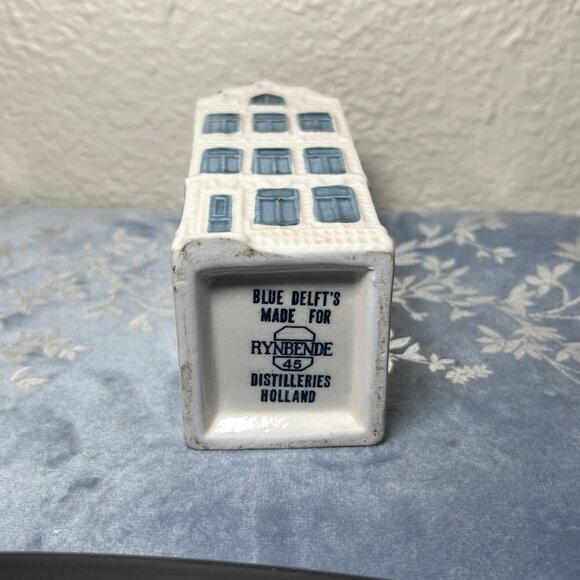 BLUE DELFT'S
MADE FOR
RYNBENDE
45
DISTILLERIES
HOLLAND